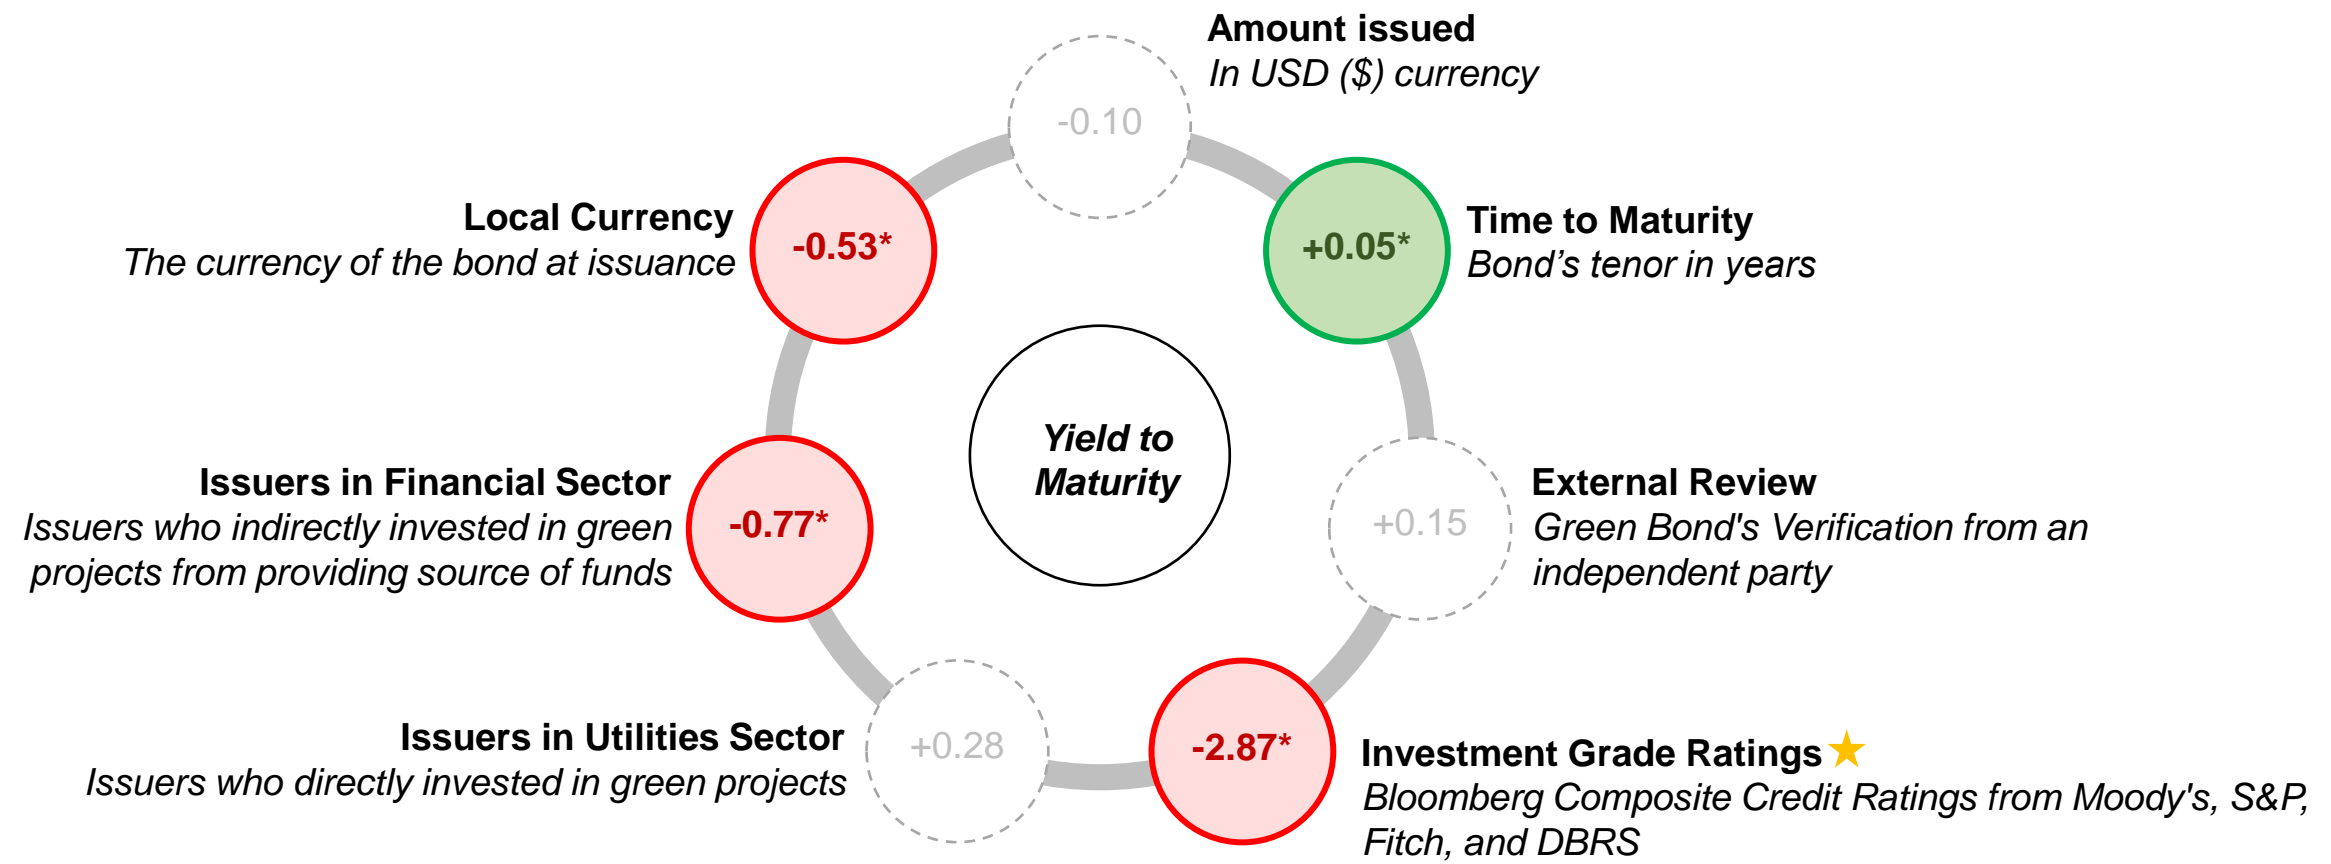 Amount issued
In USD ($) currency
-0.10
Local Currency
The currency of the bond at issuance
-0.53*
+0.05*
Time to Maturity
Bond’s tenor in years
Yield to
Maturity
Issuers in Financial Sector
Issuers who indirectly invested in green
projects from providing source of funds
-0.77*
+0.15
External Review
Green Bond's Verification from an
independent party
Issuers in Utilities Sector
Issuers who directly invested in green projects
+0.28
-2.87*
Investment Grade Ratings
Bloomberg Composite Credit Ratings from Moody's, S&P,
Fitch, and DBRS